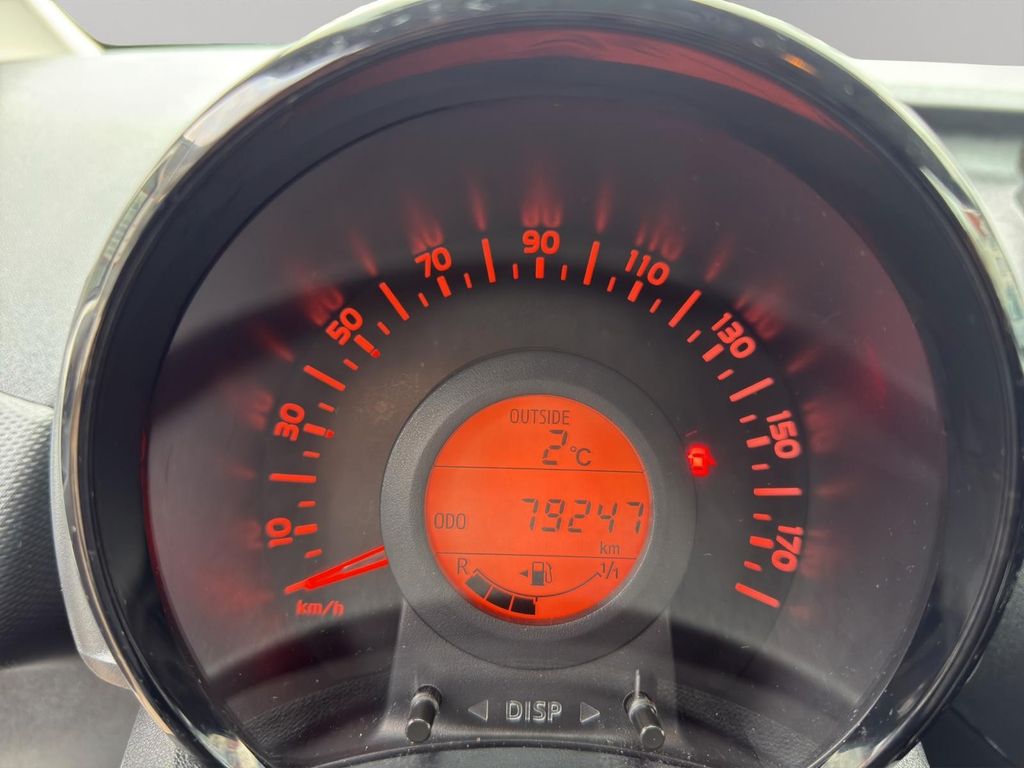 10
30
50
70
90
110
130
150
170
km/h
OUTSIDE
2 °C
ODO 79247
km
R 1/1
DISP